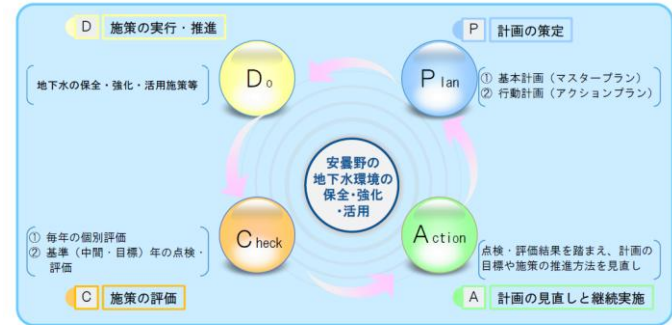 D 施策の実行・推進
P 計画の策定
地下水の保全・強化・活用施策等
Do
Plan
① 基本計画（マスタープラン）
② 行動計画（アクションプラン）
安曇野の
地下水環境の
保全・強化
・活用
Check
Action
① 毎年の個別評価
② 基準（中間・目標）年の点検・
評価
点検・評価結果を踏まえ、計画の
目標や施策の推進方法を見直し
C 施策の評価
A 計画の見直しと継続実施